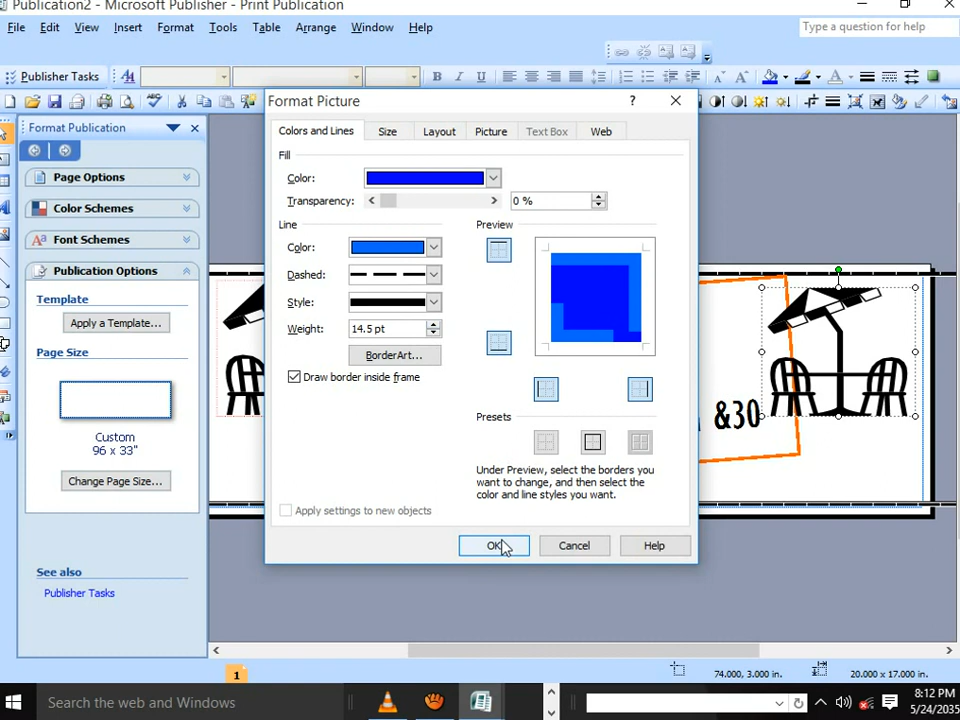 Publication2 - Microsoft Publisher - Print Publication
File Edit View Insert Format Tools Table Arrange Window Help
Type a question for help
Publisher Tasks
B I U
Format Publication
Page Options
Color Schemes
Font Schemes
Publication Options
Template
Apply a Template...
Page Size
Custom
96 x 33"
Change Page Size...
See also
Publisher Tasks
Format Picture
Colors and Lines Size Layout Picture Text Box Web
Fill
Color:
Transparency: 0 %
Line
Color:
Dashed:
Style:
Weight: 14.5 pt
BorderArt...
Draw border inside frame
Preview
Presets
Under Preview, select the borders you
want to change, and then select the
color and line styles you want.
Apply settings to new objects
OK Cancel Help
&30
1
74.000, 3.000 in. 20.000 x 17.000 in.
Search the web and Windows
8:12 PM
5/24/2035